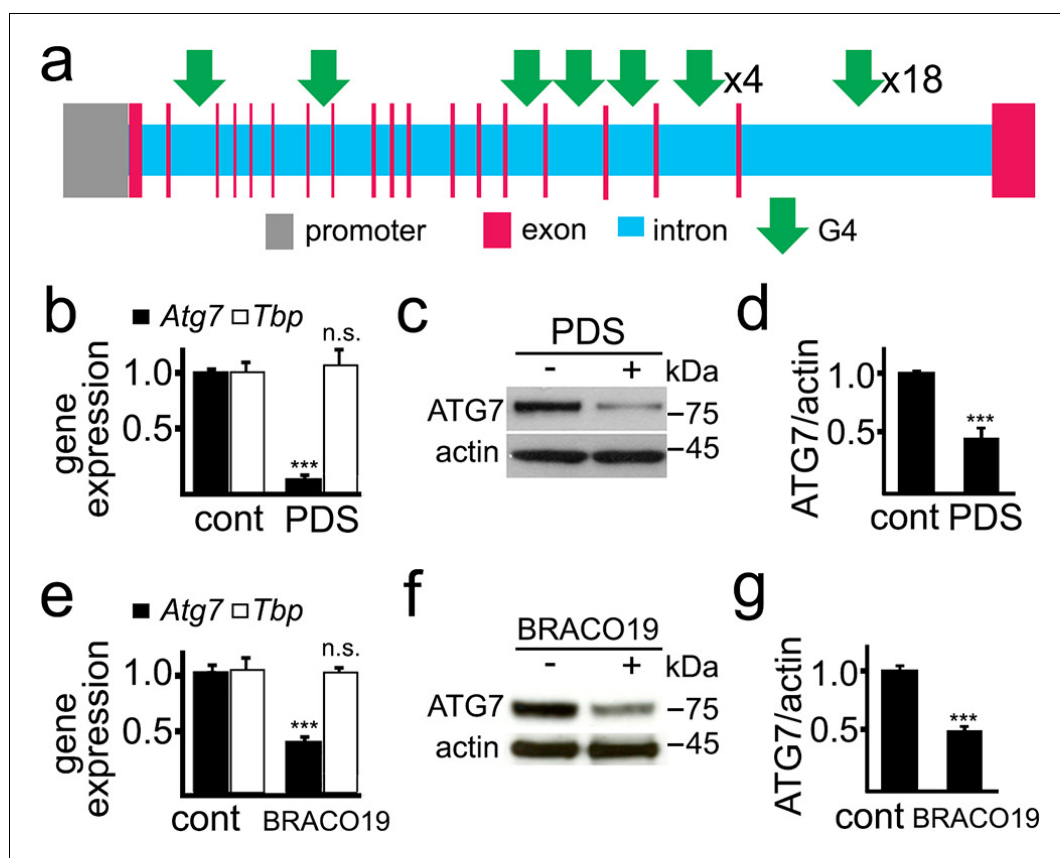 a
x4
x18
promoter
exon
intron
G4
b
Atg7
Tbp
n.s.
gene expression
1.0
0.5
***
cont
PDS
c
PDS
-
+
kDa
ATG7
–75
actin
–45
d
ATG7/actin
1.0
0.5
***
cont
PDS
e
Atg7
Tbp
n.s.
gene expression
1.0
0.5
***
cont
BRACO19
f
BRACO19
-
+
kDa
ATG7
–75
actin
–45
g
ATG7/actin
1.0
0.5
***
cont
BRACO19